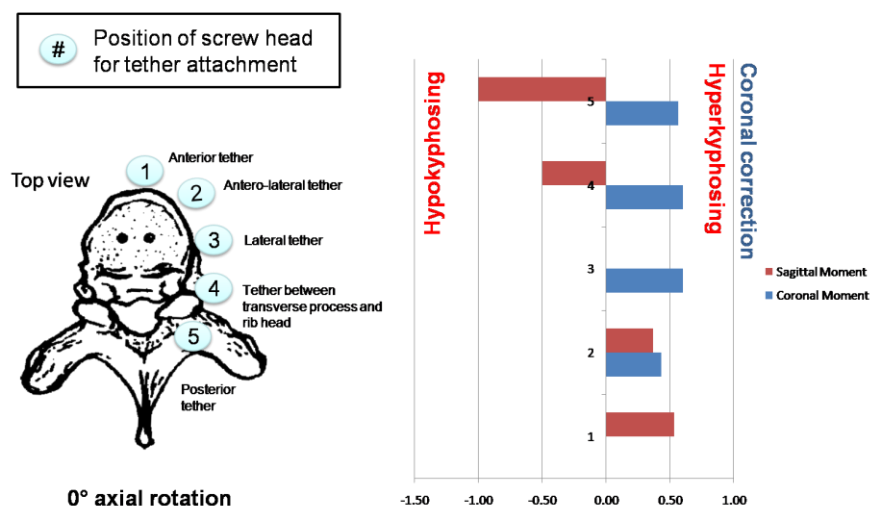 # Position of screw head
for tether attachment
Top view
1 Anterior tether
2 Antero-lateral tether
3 Lateral tether
4 Tether between
transverse process and
rib head
5
Posterior
tether
0° axial rotation
Hypokyphosing
Hyperkyphosing
Coronal correction
5
4
3
2
1
-1.50 -1.00 -0.50 0.00 0.50 1.00
Sagittal Moment
Coronal Moment